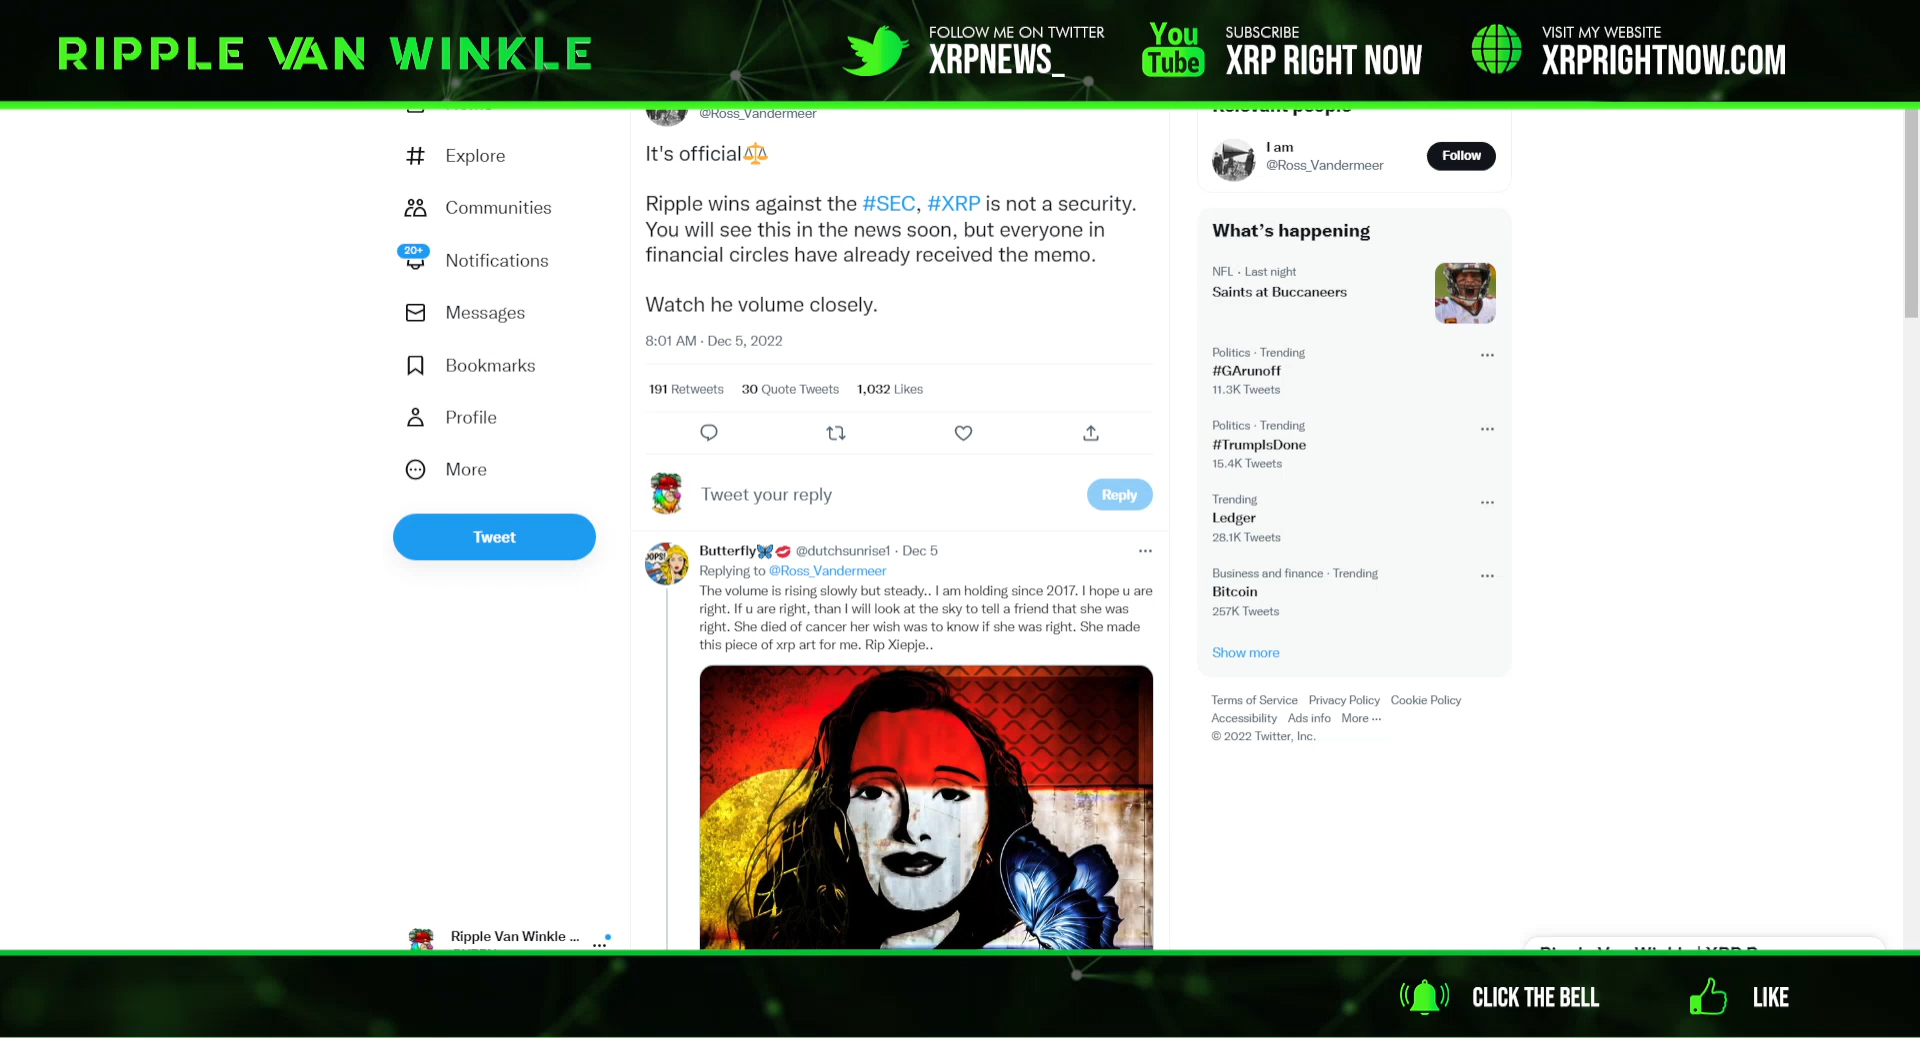 RIPPLE VAN WINKLE
FOLLOW ME ON TWITTER
XRPNEWS_
You
Tube
SUBSCRIBE
XRP RIGHT NOW
VISIT MY WEBSITE
XRPRIGHTNOW.COM
Explore
Communities
20+
Notifications
Messages
Bookmarks
Profile
More
Tweet
Ripple Van Winkle ...
@Ross_Vandermeer
It's official
Ripple wins against the #SEC, #XRP is not a security.
You will see this in the news soon, but everyone in
financial circles have already received the memo.
Watch he volume closely.
8:01 AM · Dec 5, 2022
191 Retweets 30 Quote Tweets 1,032 Likes
Tweet your reply
Reply
Butterfly @dutchsunrise1 · Dec 5
Replying to @Ross_Vandermeer
The volume is rising slowly but steady.. I am holding since 2017. I hope u are
right. If u are right, than I will look at the sky to tell a friend that she was
right. She died of cancer her wish was to know if she was right. She made
this piece of xrp art for me. Rip Xiepje..
OOPS!
Relevant people
I am
@Ross_Vandermeer
Follow
What's happening
NFL · Last night
Saints at Buccaneers
Politics · Trending
#GArunoff
11.3K Tweets
Politics · Trending
#TrumpIsDone
15.4K Tweets
Trending
Ledger
28.1K Tweets
Business and finance · Trending
Bitcoin
257K Tweets
Show more
Terms of Service Privacy Policy Cookie Policy
Accessibility Ads info More ...
© 2022 Twitter, Inc.
CLICK THE BELL
LIKE